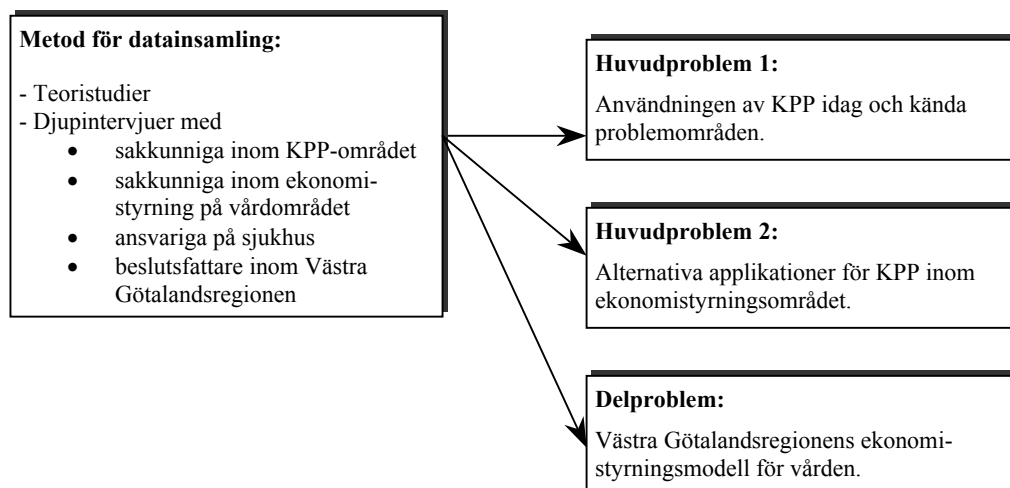 Metod för datainsamling:
- Teoristudier
- Djupintervjuer med
• sakkunniga inom KPP-området
• sakkunniga inom ekonomi-
styrning på vårdområdet
• ansvariga på sjukhus
• beslutsfattare inom Västra
Götalandsregionen
Huvudproblem 1:
Användningen av KPP idag och kända
problemområden.
Huvudproblem 2:
Alternativa applikationer för KPP inom
ekonomistyrningsområdet.
Delproblem:
Västra Götalandsregionens ekonomi-
styrningsmodell för vården.